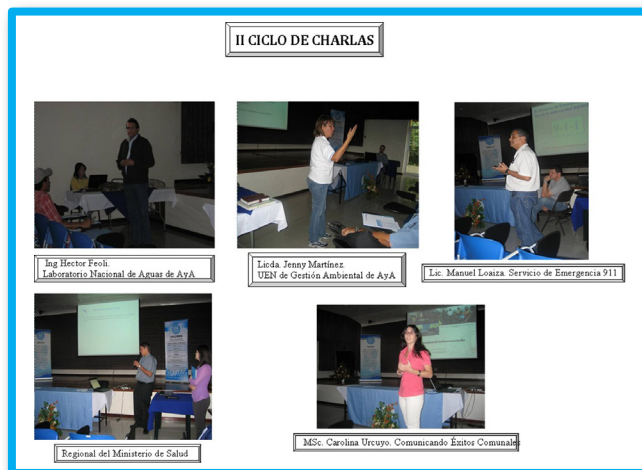 II CICLO DE CHARLAS
Ing Hector Feoli.
Laboratorio Nacional de Aguas de AyA
Licda. Jenny Martínez.
UEN de Gestión Ambiental de AyA
Lic. Manuel Loaiza. Servicio de Emergencia 911
Regional del Ministerio de Salud
MSc. Carolina Urcuyo. Comunicando Éxitos Comunales